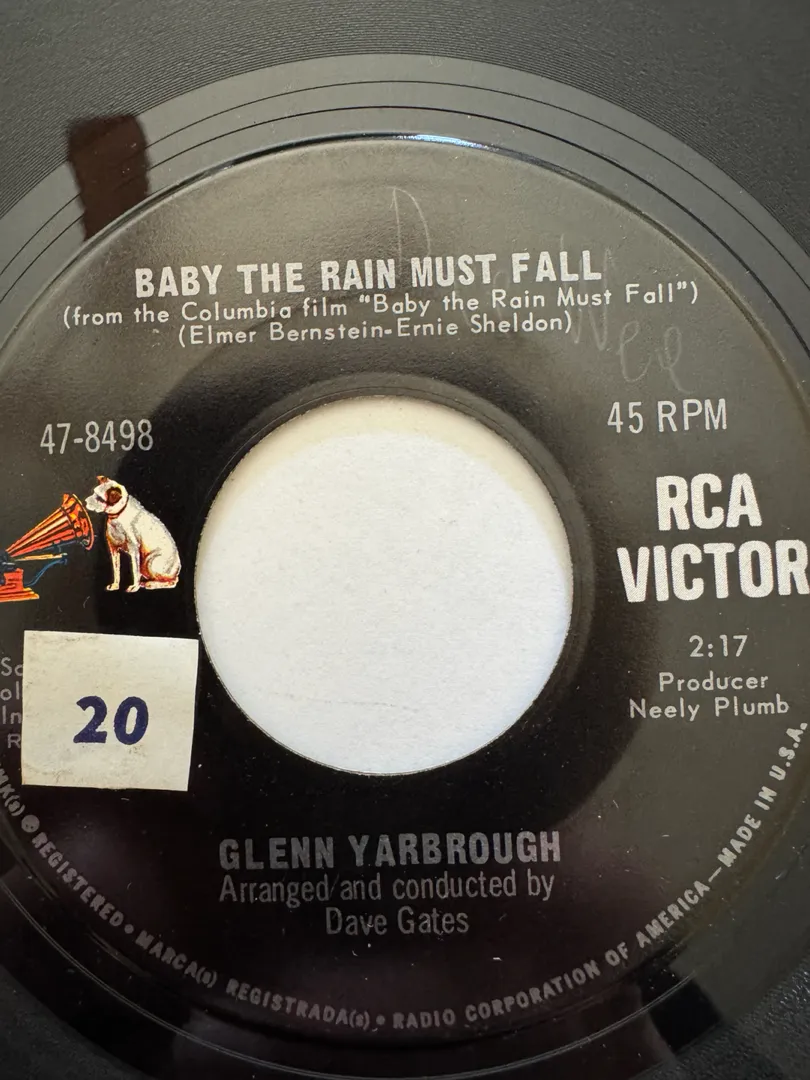 BABY THE RAIN MUST FALL
(from the Columbia film "Baby the Rain Must Fall")
(Elmer Bernstein-Ernie Sheldon)
47-8498
45 RPM
RCA
VICTOR
2:17
Producer
Neely Plumb
20
GLENN YARBROUGH
Arranged and conducted by
Dave Gates
REGISTERED • MARCA(s) REGISTRADA(s) • RADIO CORPORATION OF AMERICA—MADE IN U.S.A.